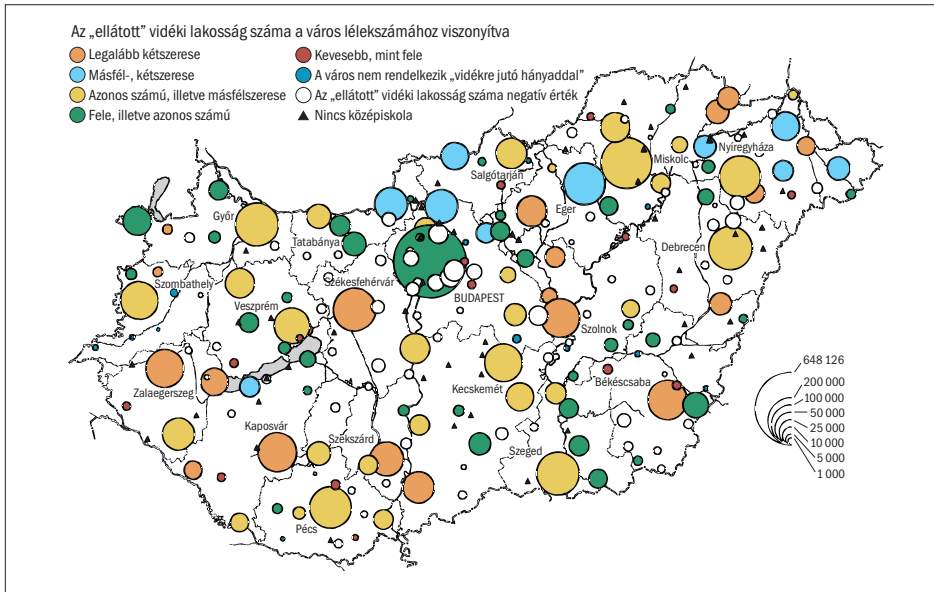 Az „ellátott” vidéki lakosság száma a város lélekszámához viszonyítva
Legalább kétszerese
Másfél-, kétszerese
Azonos számú, illetve másfélszerese
Fele, illetve azonos számú
Kevesebb, mint fele
A város nem rendelkezik „vidékre jutó hányaddal”
Az „ellátott” vidéki lakosság száma negatív érték
Nincs középiskola
Salgótarján
Miskolc
Nyíregyháza
Eger
Győr
Tatabánya
Debrecen
Szombathely
Székesfehérvár
BUDAPEST
Veszprém
Szolnok
Zalaegerszeg
Kecskemét
Békéscsaba
Kaposvár
Szekszárd
Szeged
Pécs
648 126
200 000
100 000
50 000
25 000
10 000
5 000
1 000